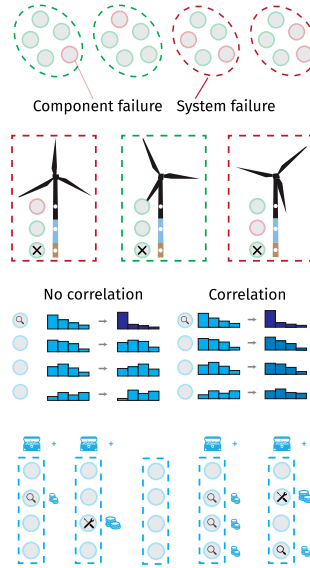 Component failure System failure
No correlation Correlation
+ + + +